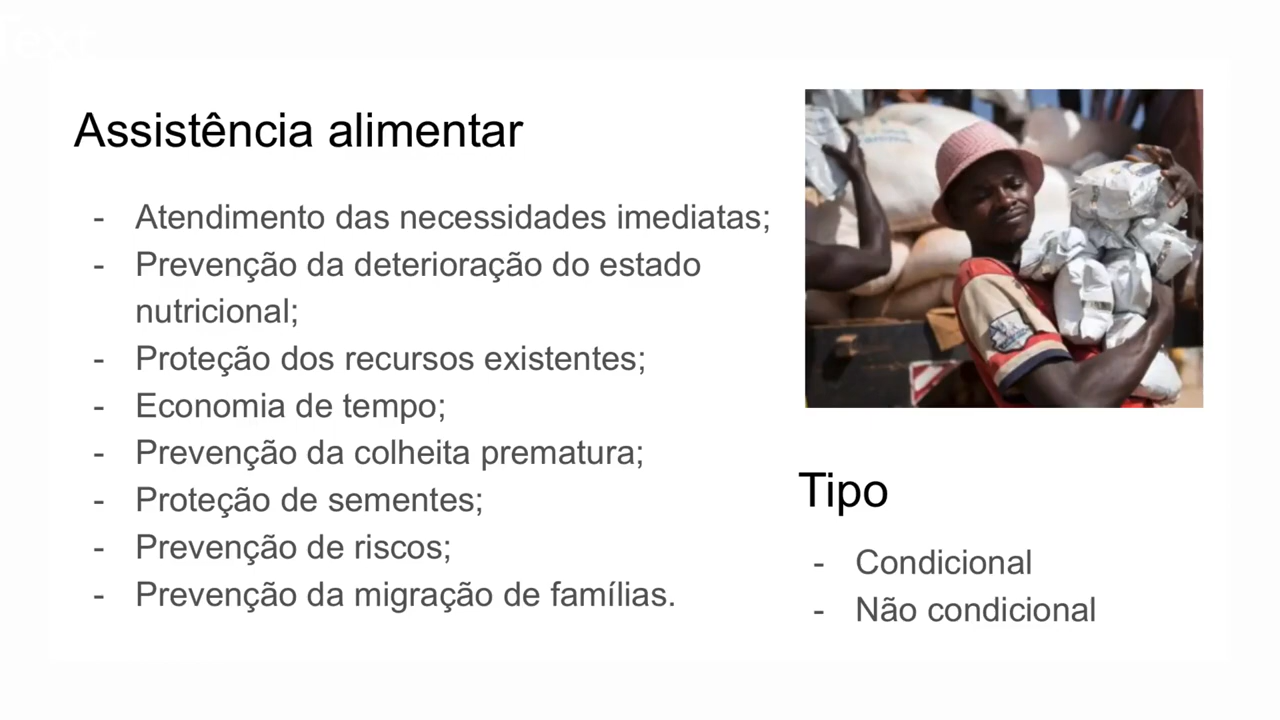 Assistência alimentar
- Atendimento das necessidades imediatas;
- Prevenção da deterioração do estado
nutricional;
- Proteção dos recursos existentes;
- Economia de tempo;
- Prevenção da colheita prematura;
- Proteção de sementes;
- Prevenção de riscos;
- Prevenção da migração de famílias.
Tipo
- Condicional
- Não condicional